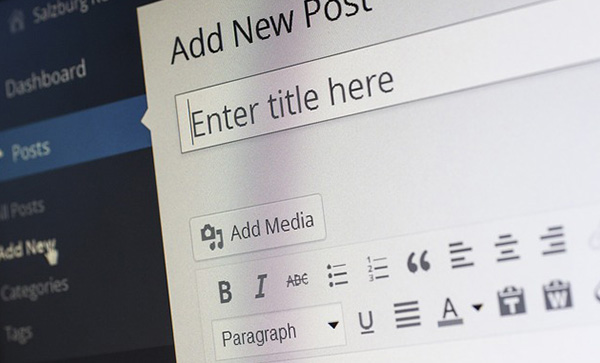 Salzburg
Dashboard
Posts
All Posts
Add New
Categories
Tags
Add New Post
Enter title here
Add Media
B I ABC
Paragraph
U A T W